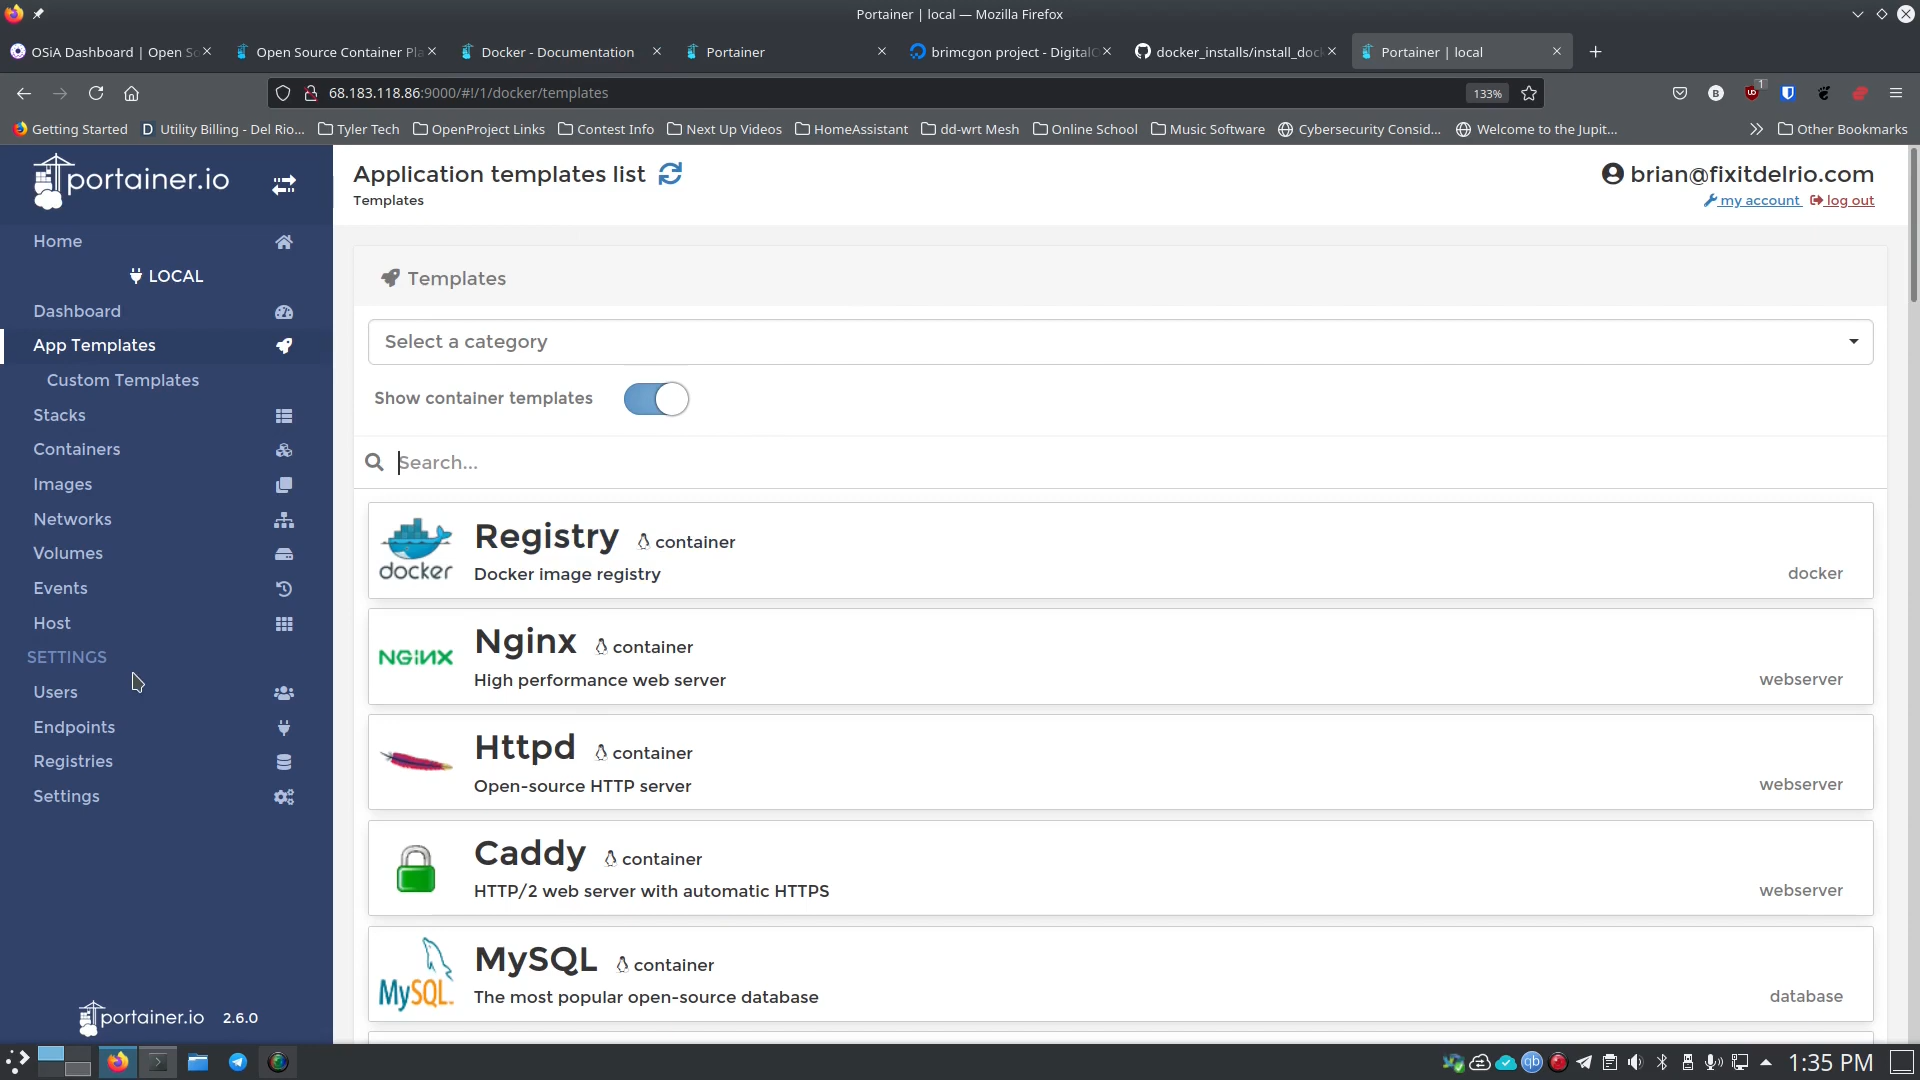 Portainer | local — Mozilla Firefox
OSiA Dashboard | Open So
Open Source Container Pla
Docker - Documentation
Portainer
brimcgon project - DigitalO
docker_installs/install_doc
Portainer | local
68.183.118.86:9000/#!/1/docker/templates
133%
Getting Started
Utility Billing - Del Rio...
Tyler Tech
OpenProject Links
Contest Info
Next Up Videos
HomeAssistant
dd-wrt Mesh
Online School
Music Software
Cybersecurity Consid...
Welcome to the Jupit...
Other Bookmarks
portainer.io
Home
LOCAL
Dashboard
App Templates
Custom Templates
Stacks
Containers
Images
Networks
Volumes
Events
Host
SETTINGS
Users
Endpoints
Registries
Settings
portainer.io 2.6.0
Application templates list
Templates
brian@fixitdelrio.com
my account log out
Templates
Select a category
Show container templates
Search...
docker
Registry container
Docker image registry
docker
NGINX
Nginx container
High performance web server
webserver
Httpd container
Open-source HTTP server
webserver
Caddy container
HTTP/2 web server with automatic HTTPS
webserver
MySQL
MySQL container
The most popular open-source database
database
1:35 PM